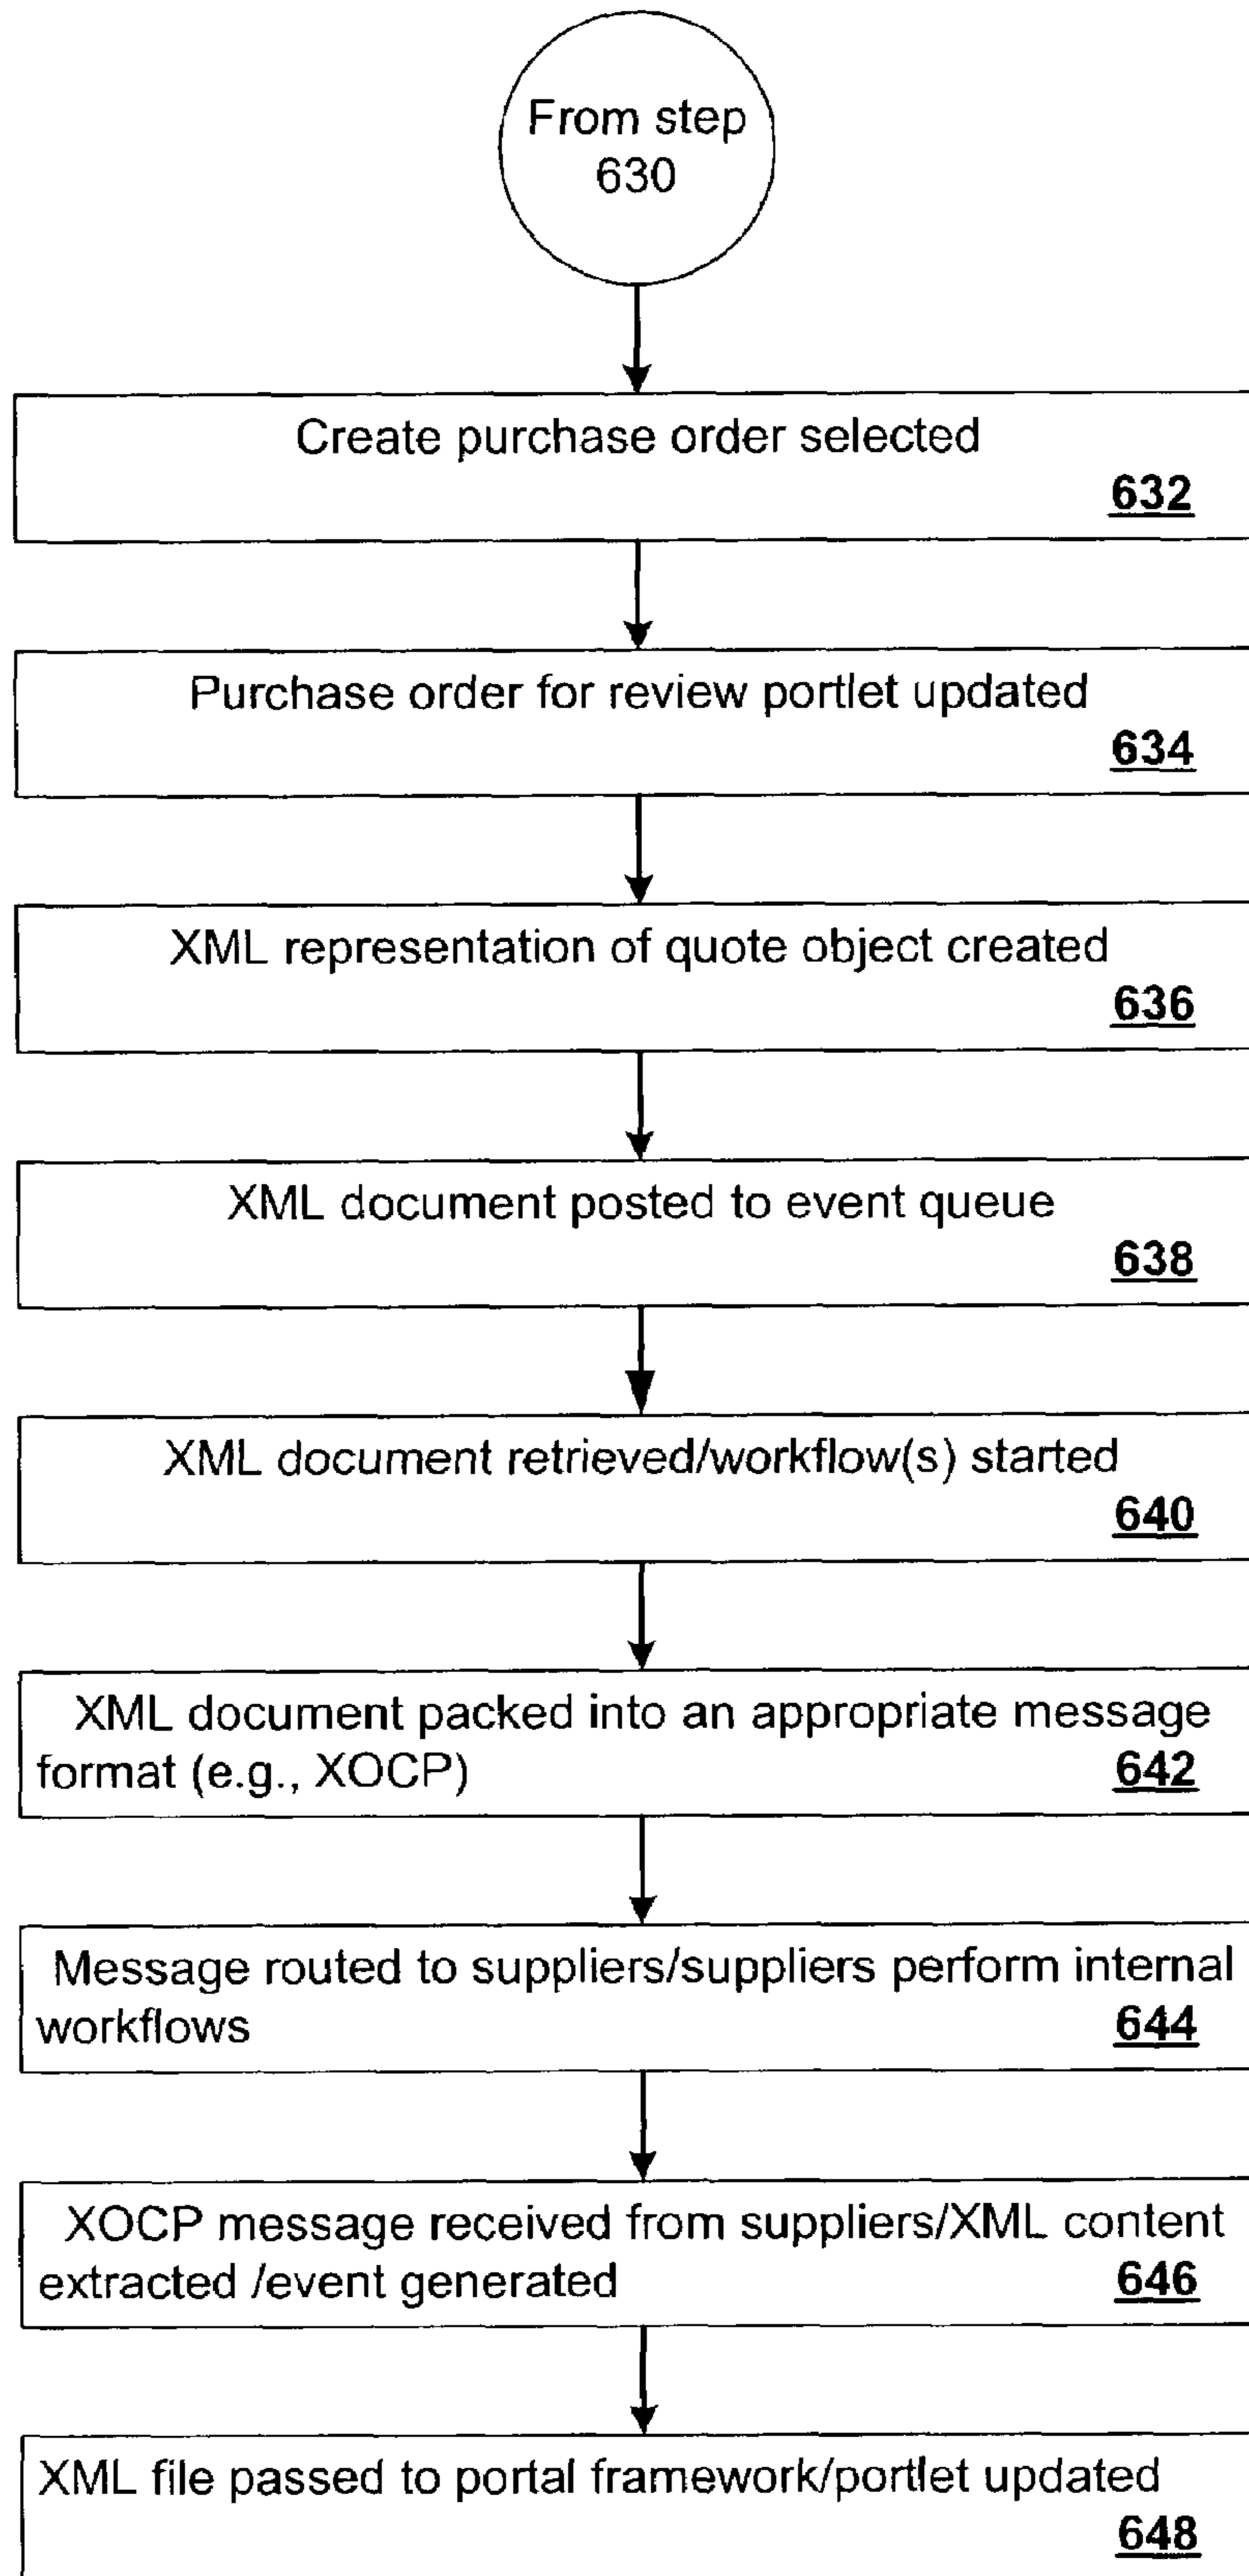 From step
630
Create purchase order selected
632
Purchase order for review portlet updated
634
XML representation of quote object created
636
XML document posted to event queue
638
XML document retrieved/workflow(s) started
640
XML document packed into an appropriate message
format (e.g., XOCP) 642
Message routed to suppliers/suppliers perform internal
workflows 644
XOCP message received from suppliers/XML content
extracted /event generated 646
XML file passed to portal framework/portlet updated
648